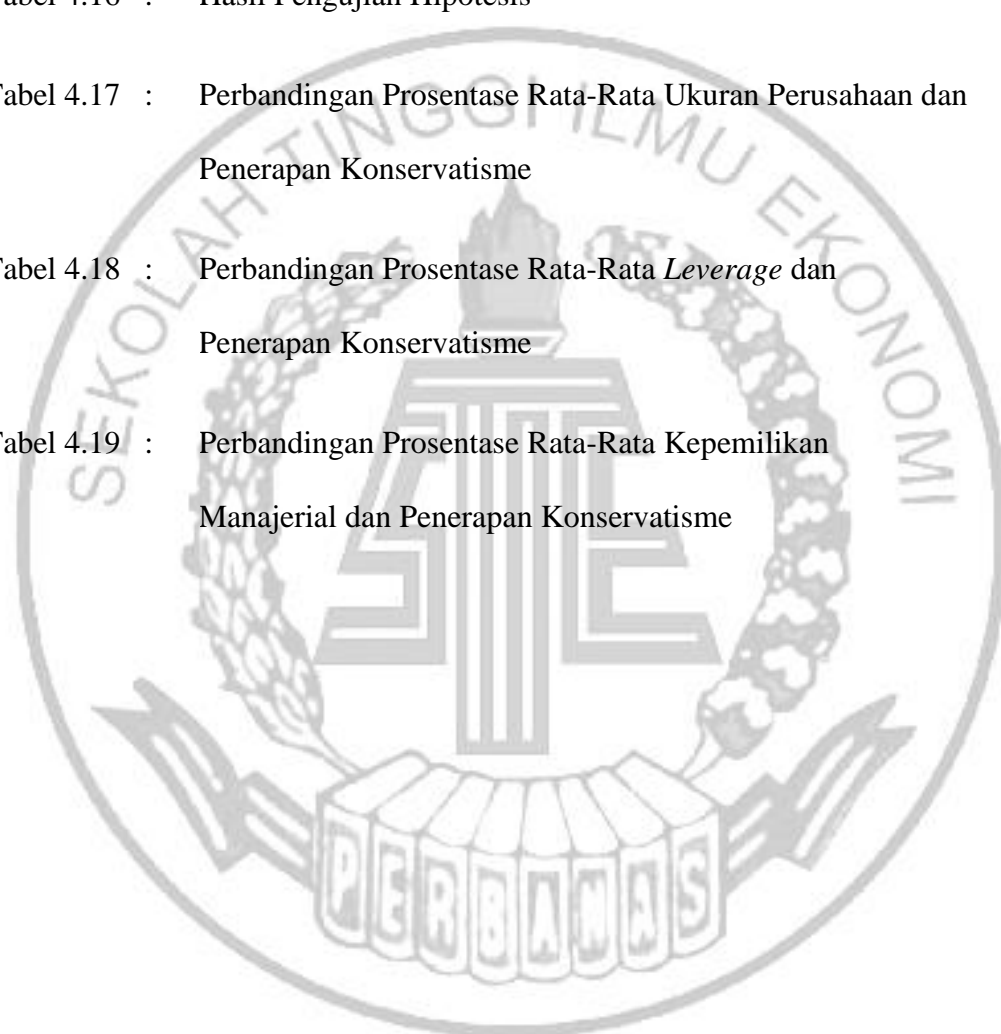 Tabel 4.16 : Hasil Pengujian Hipotesis
Tabel 4.17 : Perbandingan Prosentase Rata-Rata Ukuran Perusahaan dan
Penerapan Konservatisme
Tabel 4.18 : Perbandingan Prosentase Rata-Rata Leverage dan
Penerapan Konservatisme
Tabel 4.19 : Perbandingan Prosentase Rata-Rata Kepemilikan
Manajerial dan Penerapan Konservatisme
SEKOLAH TINGGI ILMU EKONOMI
PERBANAS